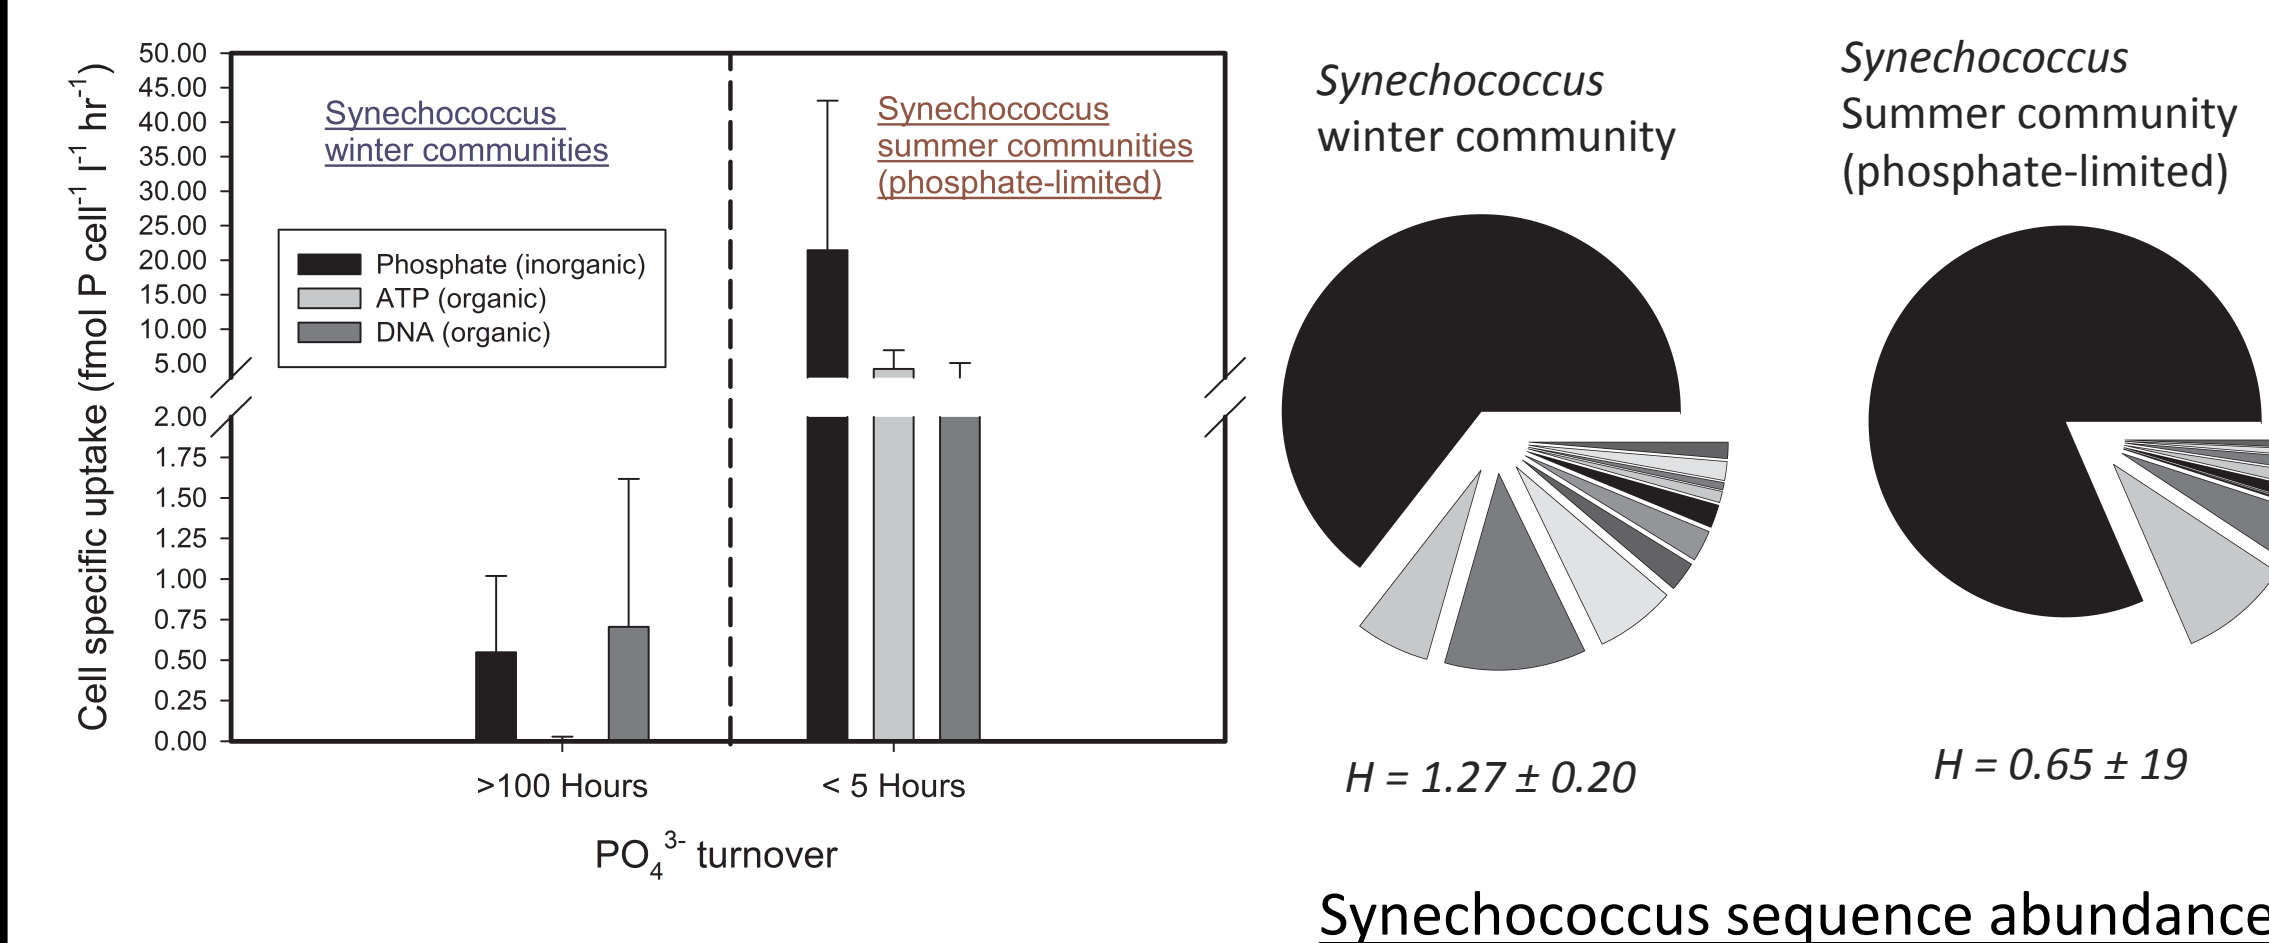 50.00
45.00
40.00
35.00
30.00
25.00
20.00
15.00
10.00
5.00
2.00
1.75
1.50
1.25
1.00
0.75
0.50
0.25
0.00
Cell specific uptake (fmol P cell⁻¹ l⁻¹ hr⁻¹)
Synechococcus
winter communities
Phosphate (inorganic)
ATP (organic)
DNA (organic)
Synechococcus
summer communities
(phosphate-limited)
>100 Hours
< 5 Hours
PO₄³⁻ turnover
Synechococcus
winter community
H = 1.27 ± 0.20
Synechococcus
Summer community
(phosphate-limited)
H = 0.65 ± 19
Synechococcus sequence abundance